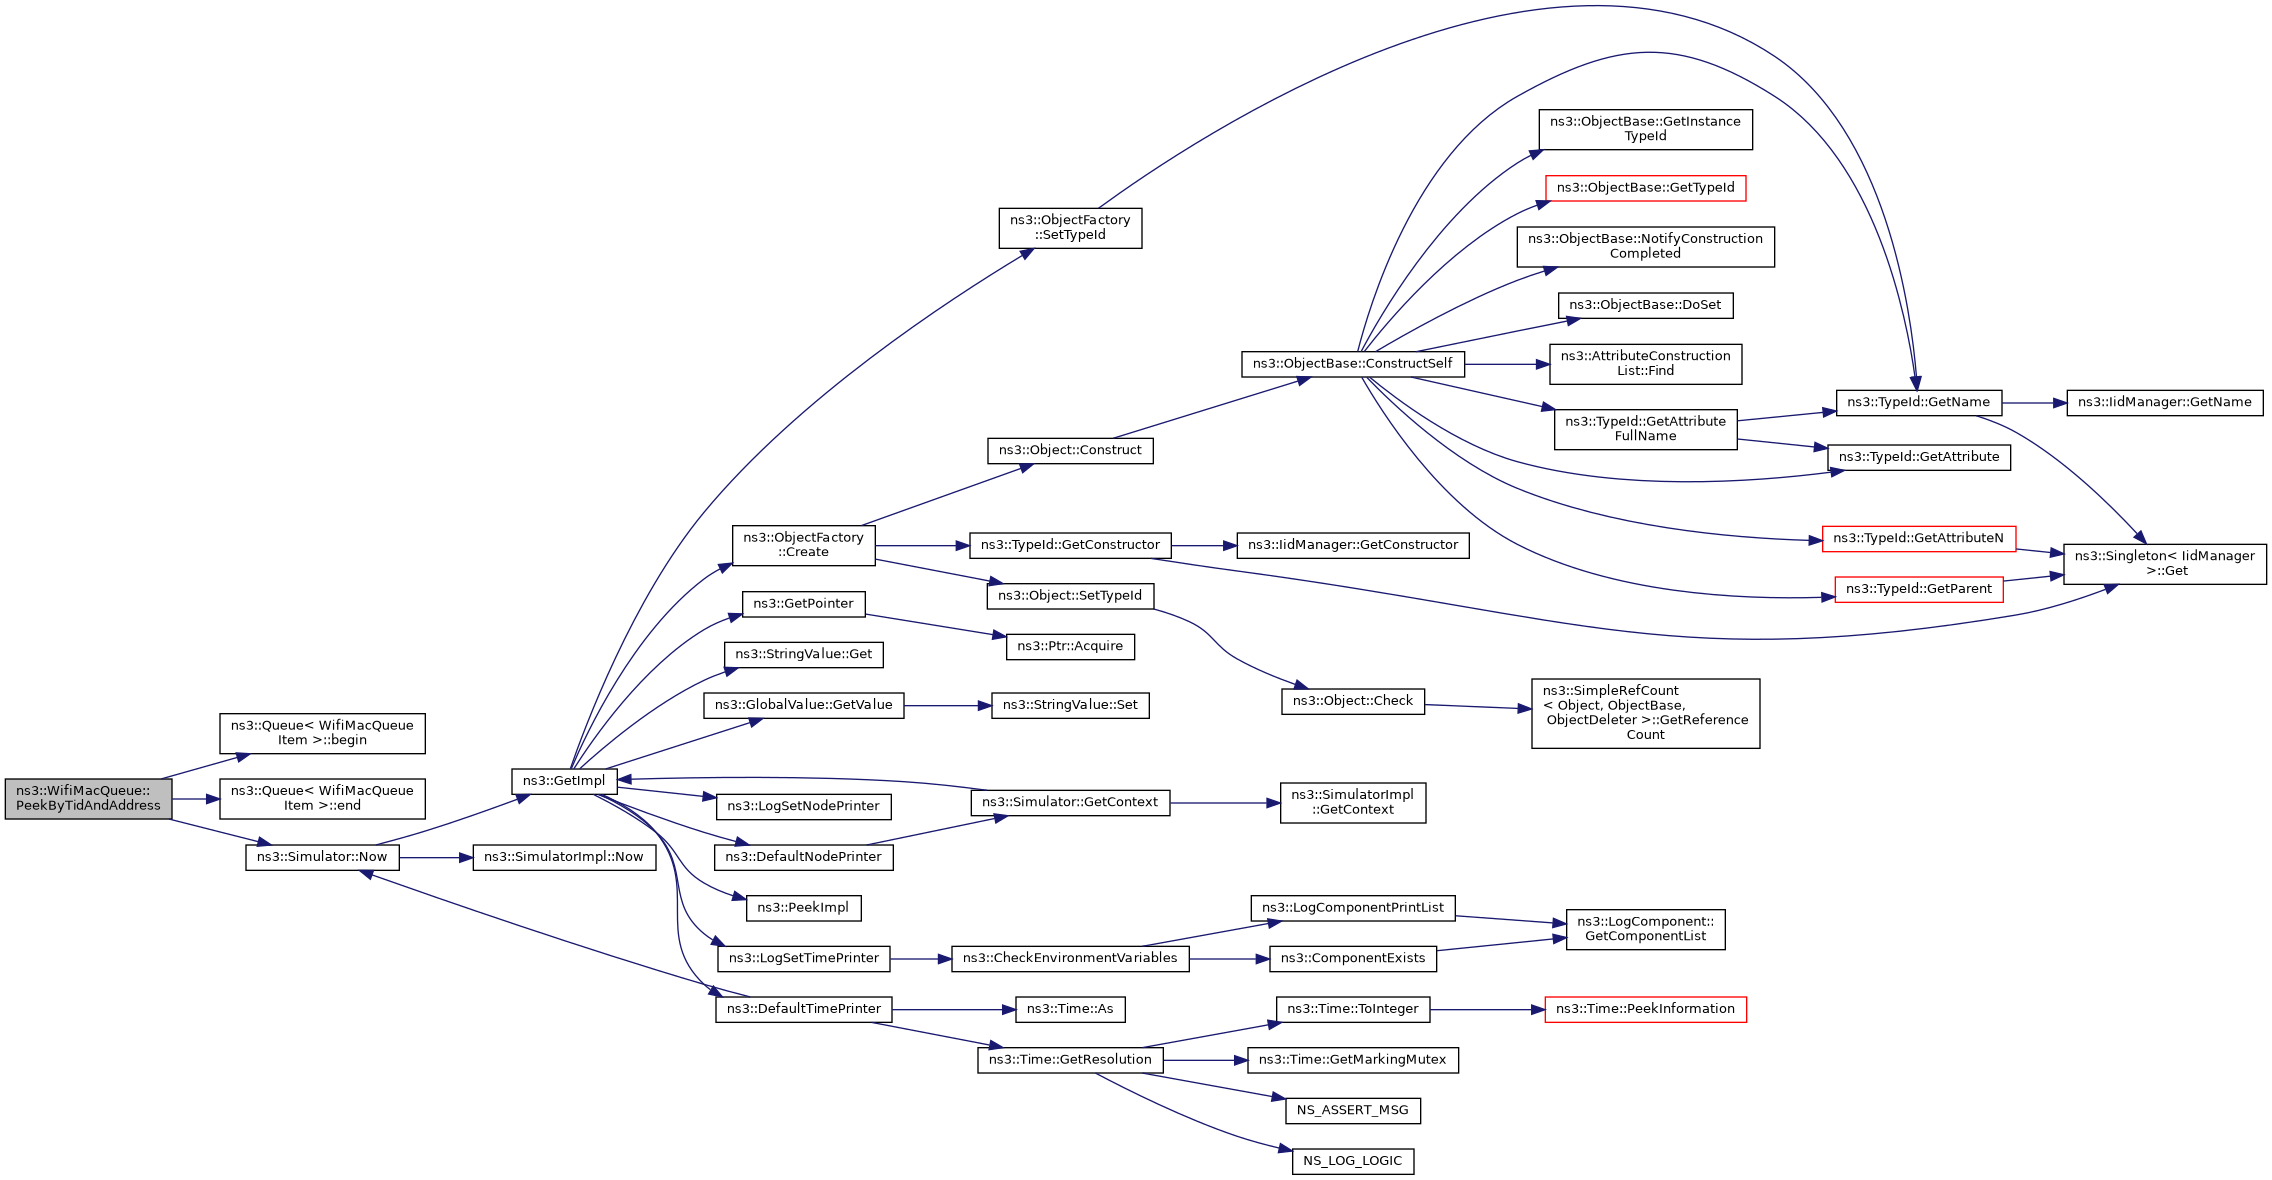 ns3::WifiMacQueue::
PeekByTidAndAddress
ns3::Queue< WifiMacQueue
Item >::begin
ns3::Queue< WifiMacQueue
Item >::end
ns3::Simulator::Now
ns3::GetImpl
ns3::SimulatorImpl::Now
ns3::ObjectFactory
::SetTypeId
ns3::ObjectFactory
::Create
ns3::GetPointer
ns3::StringValue::Get
ns3::GlobalValue::GetValue
ns3::LogSetNodePrinter
ns3::DefaultNodePrinter
ns3::PeekImpl
ns3::LogSetTimePrinter
ns3::DefaultTimePrinter
ns3::Object::Construct
ns3::TypeId::GetConstructor
ns3::Object::SetTypeId
ns3::Ptr::Acquire
ns3::StringValue::Set
ns3::Simulator::GetContext
ns3::CheckEnvironmentVariables
ns3::Time::As
ns3::Time::GetResolution
ns3::ObjectBase::ConstructSelf
ns3::IidManager::GetConstructor
ns3::Object::Check
ns3::SimulatorImpl
::GetContext
ns3::LogComponentPrintList
ns3::ComponentExists
ns3::Time::ToInteger
ns3::Time::GetMarkingMutex
NS_ASSERT_MSG
NS_LOG_LOGIC
ns3::ObjectBase::GetInstance
TypeId
ns3::ObjectBase::GetTypeId
ns3::ObjectBase::NotifyConstruction
Completed
ns3::ObjectBase::DoSet
ns3::AttributeConstruction
List::Find
ns3::TypeId::GetAttribute
FullName
ns3::SimpleRefCount
< Object, ObjectBase,
ObjectDeleter >::GetReference
Count
ns3::LogComponent::
GetComponentList
ns3::Time::PeekInformation
ns3::TypeId::GetName
ns3::TypeId::GetAttribute
ns3::TypeId::GetAttributeN
ns3::TypeId::GetParent
ns3::IidManager::GetName
ns3::Singleton< IidManager
>::Get